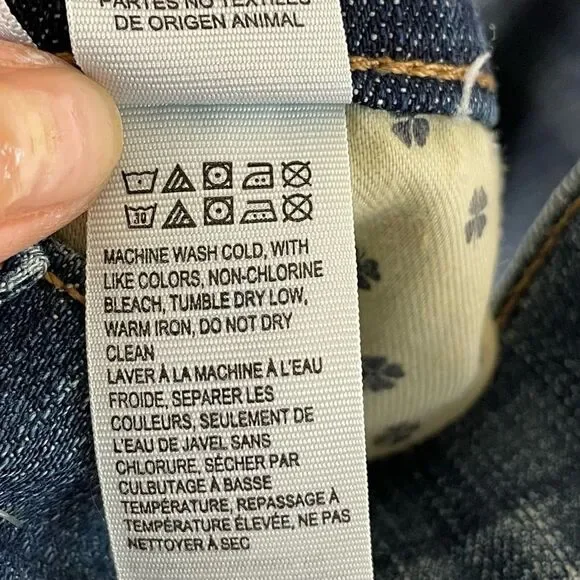 PARTES NO TEXTILES
DE ORIGEN ANIMAL
30
MACHINE WASH COLD, WITH
LIKE COLORS, NON-CHLORINE
BLEACH, TUMBLE DRY LOW,
WARM IRON, DO NOT DRY
CLEAN
LAVER À LA MACHINE À L'EAU
FROIDE, SEPARER LES
COULEURS, SEULEMENT DE
L'EAU DE JAVEL SANS
CHLORURE, SÉCHER PAR
CULBUTAGE À BASSE
TEMPÉRATURE, REPASSAGE À
TEMPÉRATURE ÉLEVÉE, NE PAS
NETTOYER À SEC